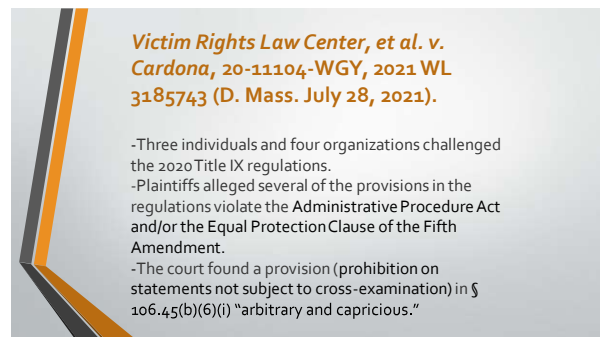 Victim Rights Law Center, et al. v.
Cardona, 20-11104-WGY, 2021 WL
3185743 (D. Mass. July 28, 2021).
-Three individuals and four organizations challenged
the 2020 Title IX regulations.
-Plaintiffs alleged several of the provisions in the
regulations violate the Administrative Procedure Act
and/or the Equal Protection Clause of the Fifth
Amendment.
-The court found a provision (prohibition on
statements not subject to cross-examination) in §
106.45(b)(6)(i) “arbitrary and capricious.”